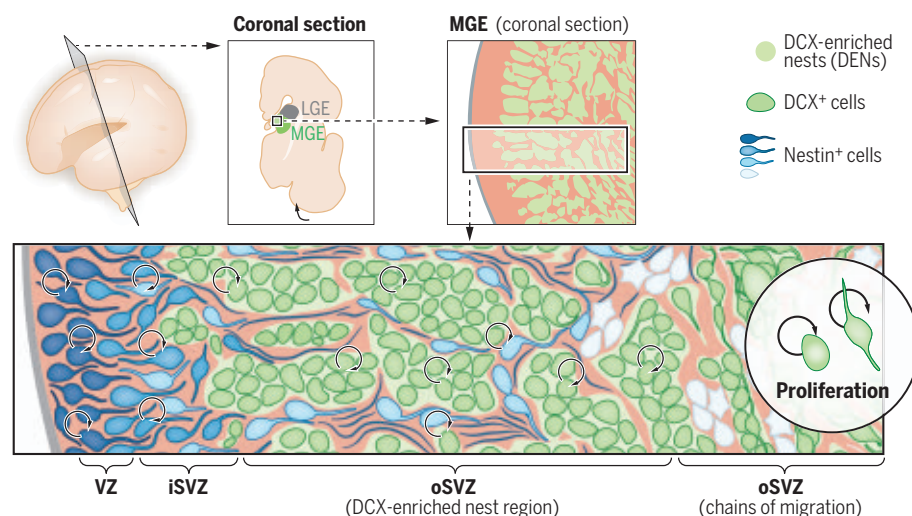 Coronal section
MGE (coronal section)
LGE
MGE
DCX-enriched
nests (DENs)
DCX+ cells
Nestin+ cells
Proliferation
VZ
iSVZ
oSVZ
(DCX-enriched nest region)
oSVZ
(chains of migration)